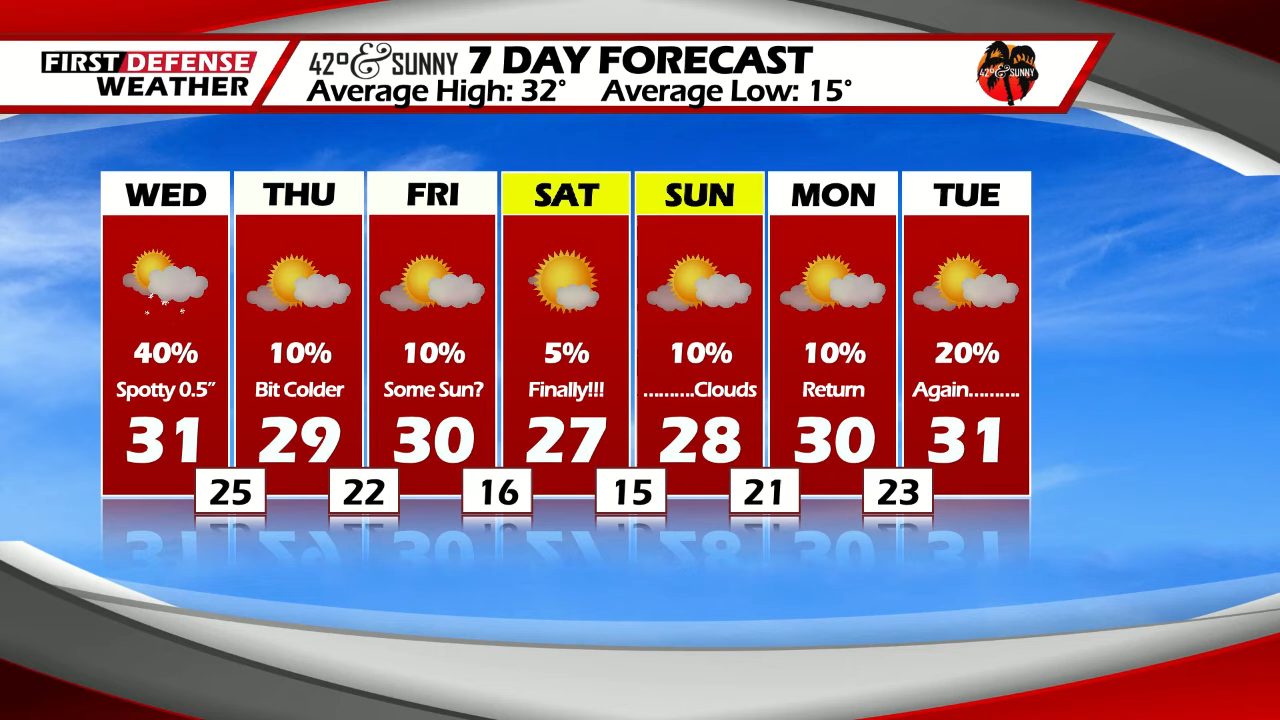 FIRST DEFENSE
WEATHER
42° & SUNNY 7 DAY FORECAST
Average High: 32° Average Low: 15°
42° & SUNNY
WED THU FRI SAT SUN MON TUE
40% 10% 10% 5% 10% 10% 20%
Spotty 0.5” Bit Colder Some Sun? Finally!!! ..........Clouds Return Again..........
31 29 30 27 28 30 31
25 22 16 15 21 23